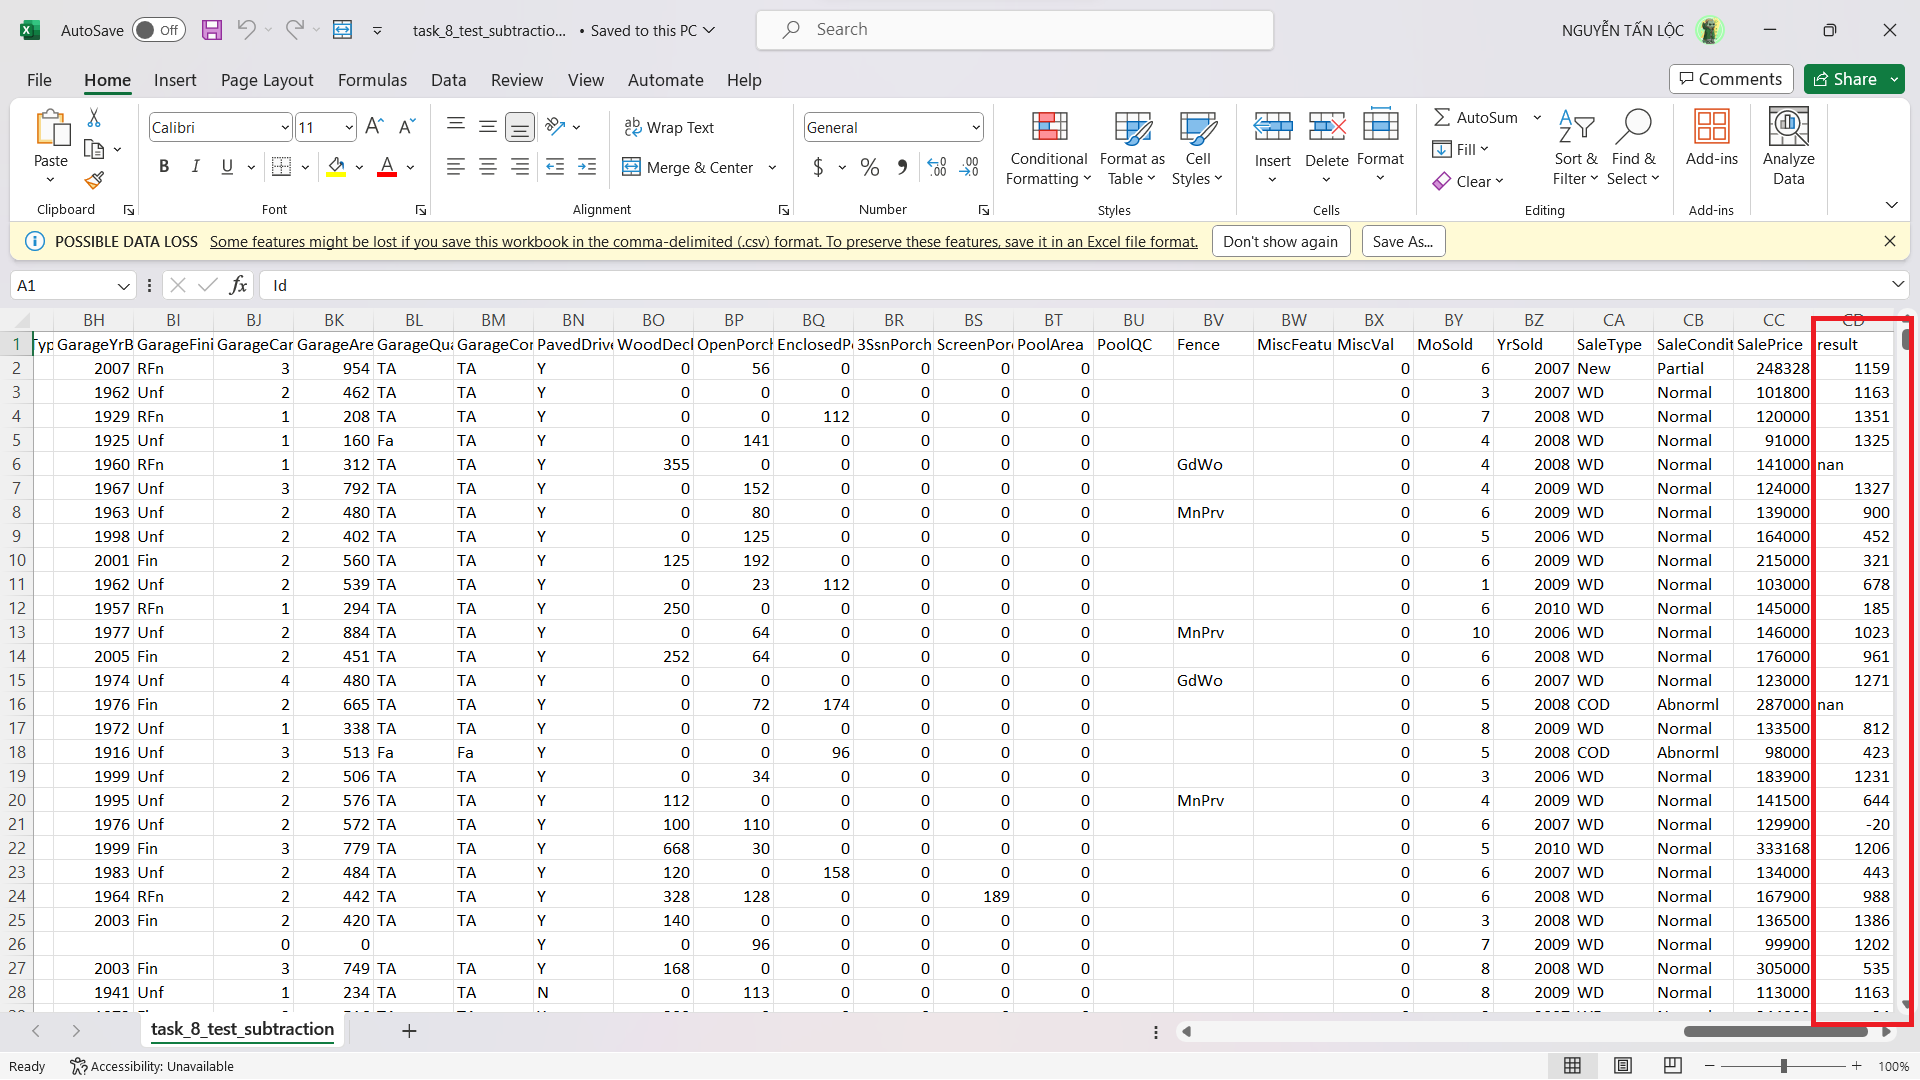 AutoSave Off task_8_test_subtractio... • Saved to this PC Search NGUYỄN TẤN LỘC
File Home Insert Page Layout Formulas Data Review View Automate Help Comments Share
Paste Calibri 11 Wrap Text General Conditional Formatting Format as Table Cell Styles Insert Delete Format AutoSum Fill Clear Sort & Filter Find & Select Add-ins Analyze Data
B I U A Merge & Center $ % 9
Clipboard Font Alignment Number Styles Cells Editing Add-ins
POSSIBLE DATA LOSS Some features might be lost if you save this workbook in the comma-delimited (.csv) format. To preserve these features, save it in an Excel file format. Don't show again Save As...
A1 fx Id
BH BI BJ BK BL BM BN BO BP BQ BR BS BT BU BV BW BX BY BZ CA CB CC CD
1 Typ GarageYrB GarageFini GarageCar GarageAre GarageQua GarageCor PavedDrive WoodDecl OpenPorch EnclosedPo 3SsnPorch ScreenPorc PoolArea PoolQC Fence MiscFeatu MiscVal MoSold YrSold SaleType SaleCondit SalePrice result
2 2007 RFn 3 954 TA TA Y 0 56 0 0 0 0 0 6 2007 New Partial 248328 1159
3 1962 Unf 2 462 TA TA Y 0 0 0 0 0 0 0 3 2007 WD Normal 101800 1163
4 1929 RFn 1 208 TA TA Y 0 0 112 0 0 0 0 7 2008 WD Normal 120000 1351
5 1925 Unf 1 160 Fa TA Y 0 141 0 0 0 0 0 4 2008 WD Normal 91000 1325
6 1960 RFn 1 312 TA TA Y 355 0 0 0 0 0 GdWo 0 4 2008 WD Normal 141000 nan
7 1967 Unf 3 792 TA TA Y 0 152 0 0 0 0 0 4 2009 WD Normal 124000 1327
8 1963 Unf 2 480 TA TA Y 0 80 0 0 0 0 MnPrv 0 6 2009 WD Normal 139000 900
9 1998 Unf 2 402 TA TA Y 0 125 0 0 0 0 0 5 2006 WD Normal 164000 452
10 2001 Fin 2 560 TA TA Y 125 192 0 0 0 0 0 6 2009 WD Normal 215000 321
11 1962 Unf 2 539 TA TA Y 0 23 112 0 0 0 0 1 2009 WD Normal 103000 678
12 1957 RFn 1 294 TA TA Y 250 0 0 0 0 0 0 6 2010 WD Normal 145000 185
13 1977 Unf 2 884 TA TA Y 0 64 0 0 0 0 MnPrv 0 10 2006 WD Normal 146000 1023
14 2005 Fin 2 451 TA TA Y 252 64 0 0 0 0 0 6 2008 WD Normal 176000 961
15 1974 Unf 4 480 TA TA Y 0 0 0 0 0 0 GdWo 0 6 2007 WD Normal 123000 1271
16 1976 Fin 2 665 TA TA Y 0 72 174 0 0 0 0 5 2008 COD Abnorml 287000 nan
17 1972 Unf 1 338 TA TA Y 0 0 0 0 0 0 0 8 2009 WD Normal 133500 812
18 1916 Unf 3 513 Fa Fa Y 0 0 96 0 0 0 0 5 2008 COD Abnorml 98000 423
19 1999 Unf 2 506 TA TA Y 0 34 0 0 0 0 0 3 2006 WD Normal 183900 1231
20 1995 Unf 2 576 TA TA Y 112 0 0 0 0 0 MnPrv 0 4 2009 WD Normal 141500 644
21 1976 Unf 2 572 TA TA Y 100 110 0 0 0 0 0 6 2007 WD Normal 129900 -20
22 1999 Fin 3 779 TA TA Y 668 30 0 0 0 0 0 5 2010 WD Normal 333168 1206
23 1983 Unf 2 484 TA TA Y 120 0 158 0 0 0 0 6 2007 WD Normal 134000 443
24 1964 RFn 2 442 TA TA Y 328 128 0 0 189 0 0 6 2008 WD Normal 167900 988
25 2003 Fin 2 420 TA TA Y 140 0 0 0 0 0 0 3 2008 WD Normal 136500 1386
26 0 0 Y 0 96 0 0 0 0 0 7 2009 WD Normal 99900 1202
27 2003 Fin 3 749 TA TA Y 168 0 0 0 0 0 0 8 2008 WD Normal 305000 535
28 1941 Unf 1 234 TA TA N 0 113 0 0 0 0 0 8 2009 WD Normal 113000 1163
task_8_test_subtraction
Ready Accessibility: Unavailable 100%